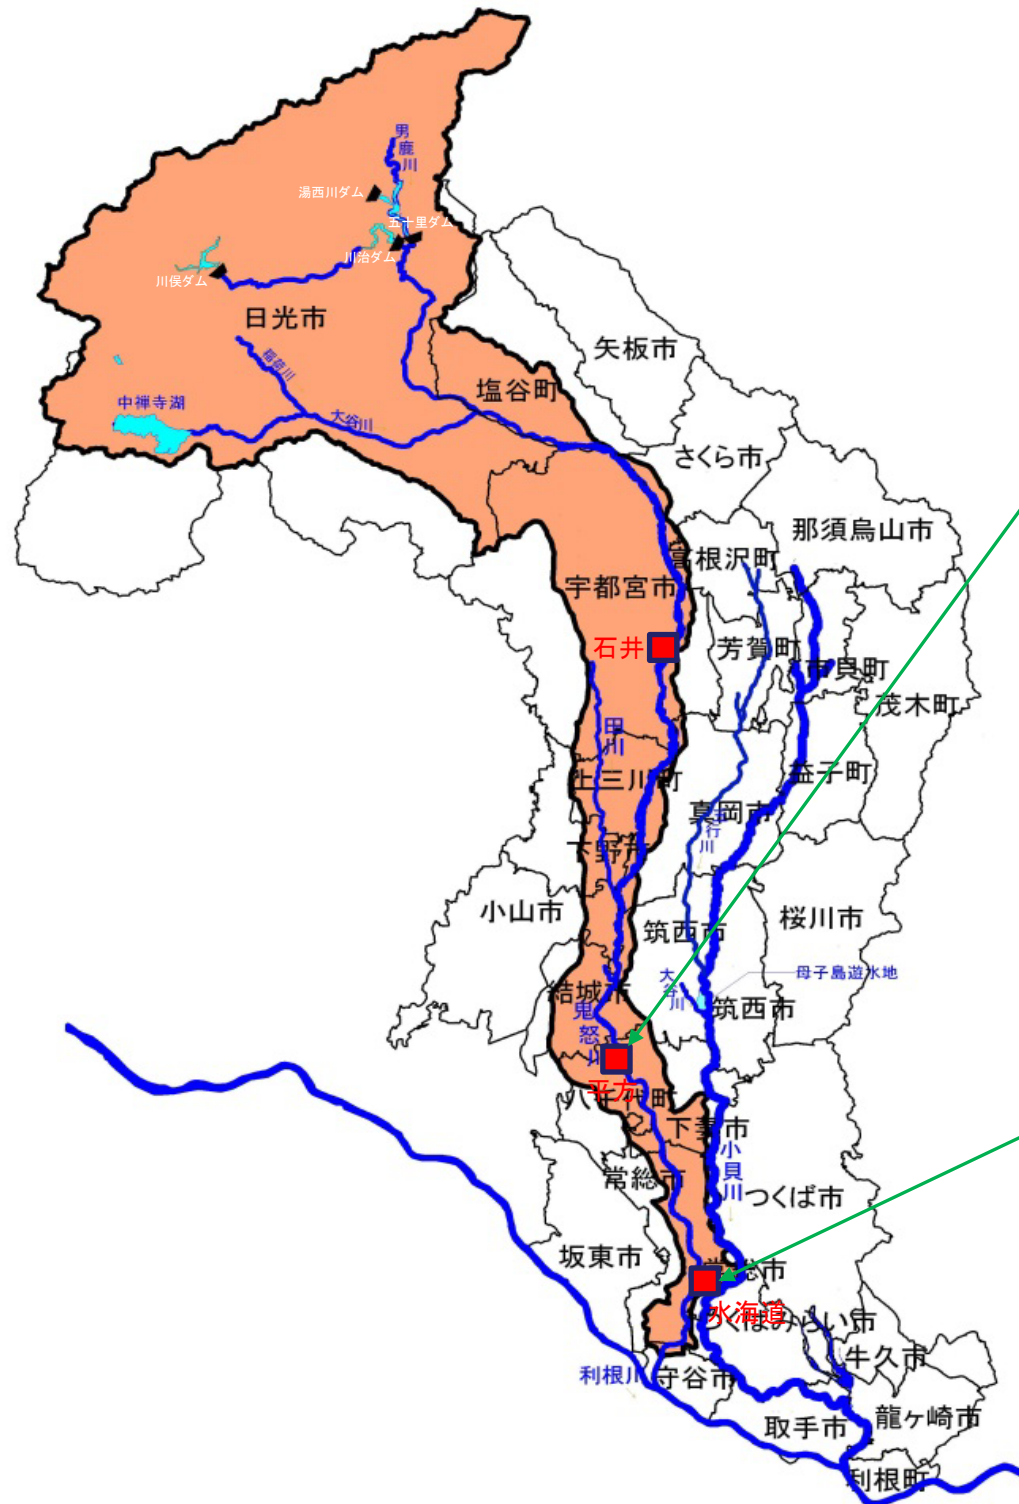 男鹿川
湯西川ダム
五十里ダム
川治ダム
川俣ダム
日光市
矢板市
稲荷川
塩谷町
中禅寺湖
大谷川
さくら市
那須烏山市
高根沢町
宇都宮市
石井
芳賀町
市貝町
茂木町
田川
上三川町
益子町
真岡市
五行川
下野市
小山市
筑西市
桜川市
大谷川
母子島遊水地
結城市
筑西市
鬼怒川
平方
八千代町
下妻市
小貝川
常総市
つくば市
坂東市
常総市
水海道
つくばみらい市
牛久市
利根川
守谷市
龍ヶ崎市
取手市
利根町